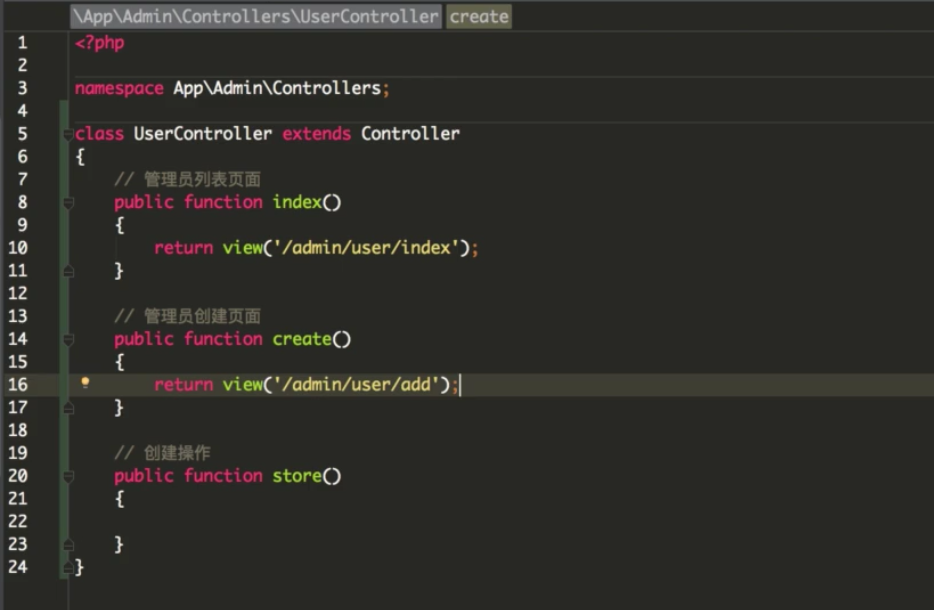 \App\Admin\Controllers\UserController create
1 <?php
2
3 namespace App\Admin\Controllers;
4
5 class UserController extends Controller
6 {
7     // 管理员列表页面
8     public function index()
9     {
10         return view('/admin/user/index');
11     }
12
13     // 管理员创建页面
14     public function create()
15     {
16         return view('/admin/user/add');
17     }
18
19     // 创建操作
20     public function store()
21     {
22
23     }
24 }